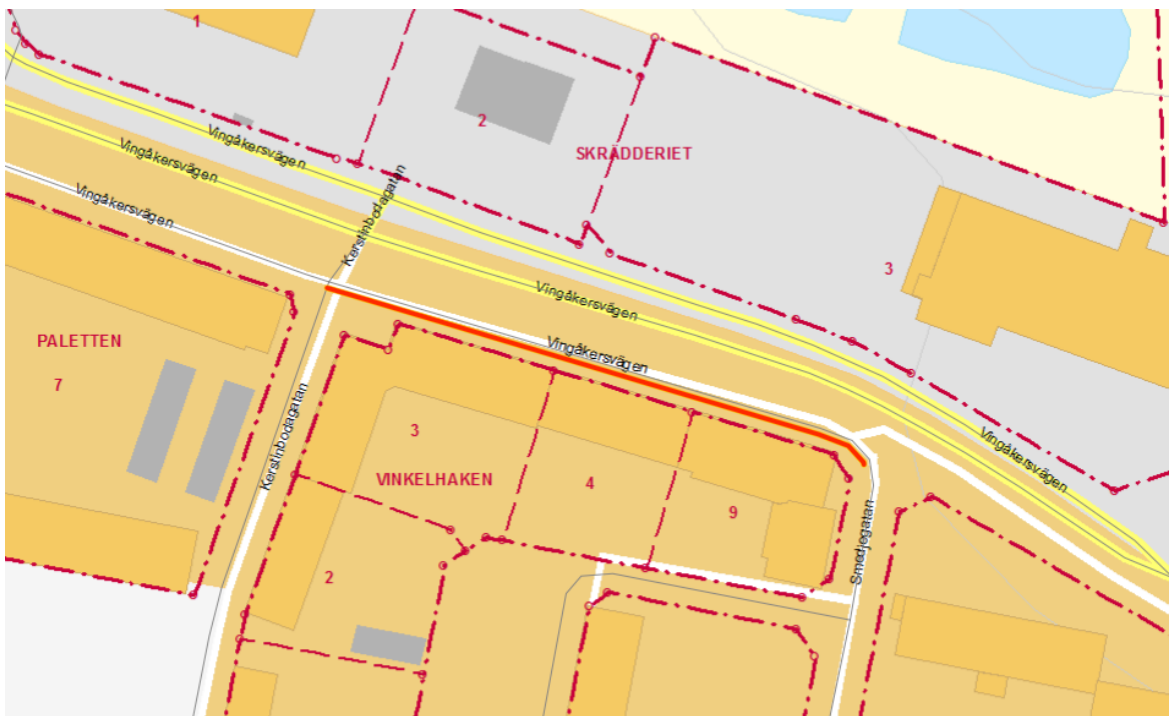 1
Vingåkersvägen
2
Vingåkersvägen
SKRÄDDERIET
Vingåkersvägen
Kerstinbodagatan
3
Vingåkersvägen
PALETTEN
Vingåkersvägen
7
3
Kerstinbodagatan
VINKELHAKEN
4
Vingåkersvägen
9
Smedjegatan
2